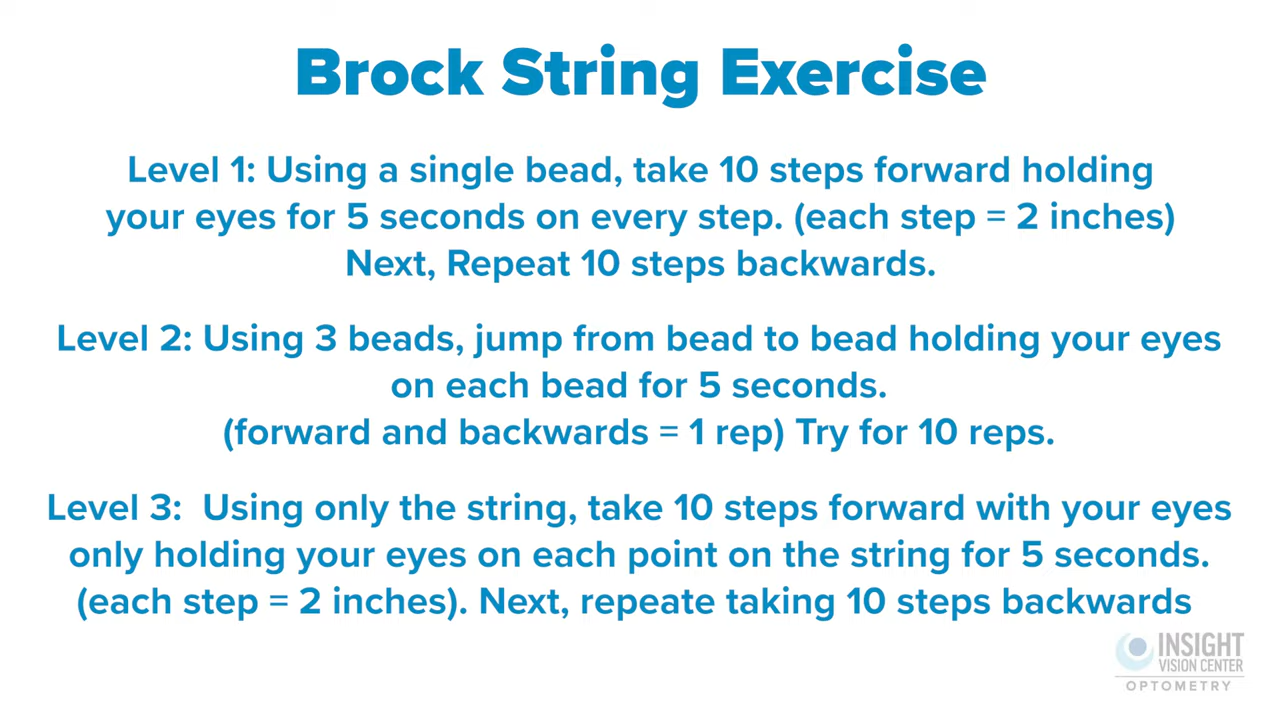 Brock String Exercise
Level 1: Using a single bead, take 10 steps forward holding
your eyes for 5 seconds on every step. (each step = 2 inches)
Next, Repeat 10 steps backwards.
Level 2: Using 3 beads, jump from bead to bead holding your eyes
on each bead for 5 seconds.
(forward and backwards = 1 rep) Try for 10 reps.
Level 3:  Using only the string, take 10 steps forward with your eyes
only holding your eyes on each point on the string for 5 seconds.
(each step = 2 inches). Next, repeate taking 10 steps backwards
INSIGHT
VISION CENTER
OPTOMETRY